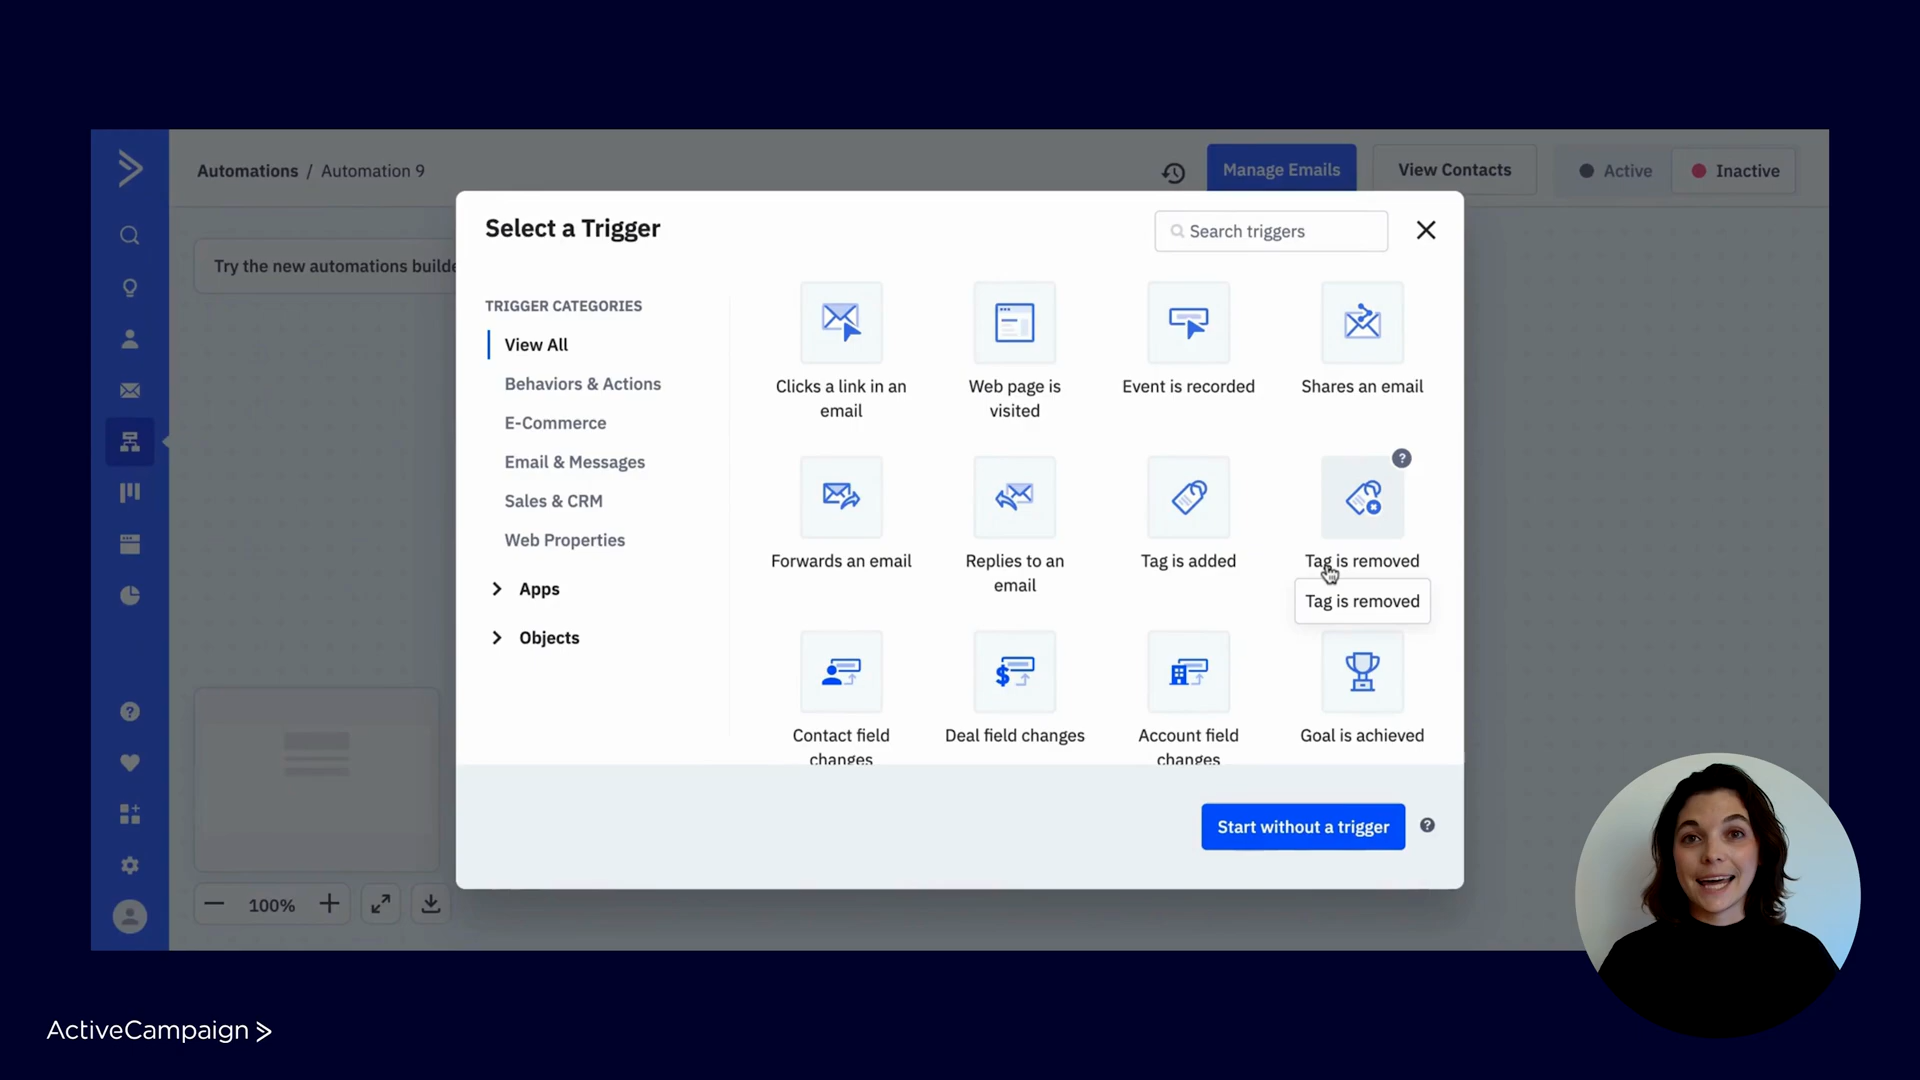 Automations / Automation 9
Manage Emails
View Contacts
Active
Inactive
Try the new automations builde
Select a Trigger
Search triggers
TRIGGER CATEGORIES
View All
Behaviors & Actions
E-Commerce
Email & Messages
Sales & CRM
Web Properties
Apps
Objects
Clicks a link in an
email
Web page is
visited
Event is recorded
Shares an email
Forwards an email
Replies to an
email
Tag is added
?
Tag is removed
Tag is removed
Contact field
changes
Deal field changes
Account field
changes
Goal is achieved
Start without a trigger
?
?
100%
ActiveCampaign